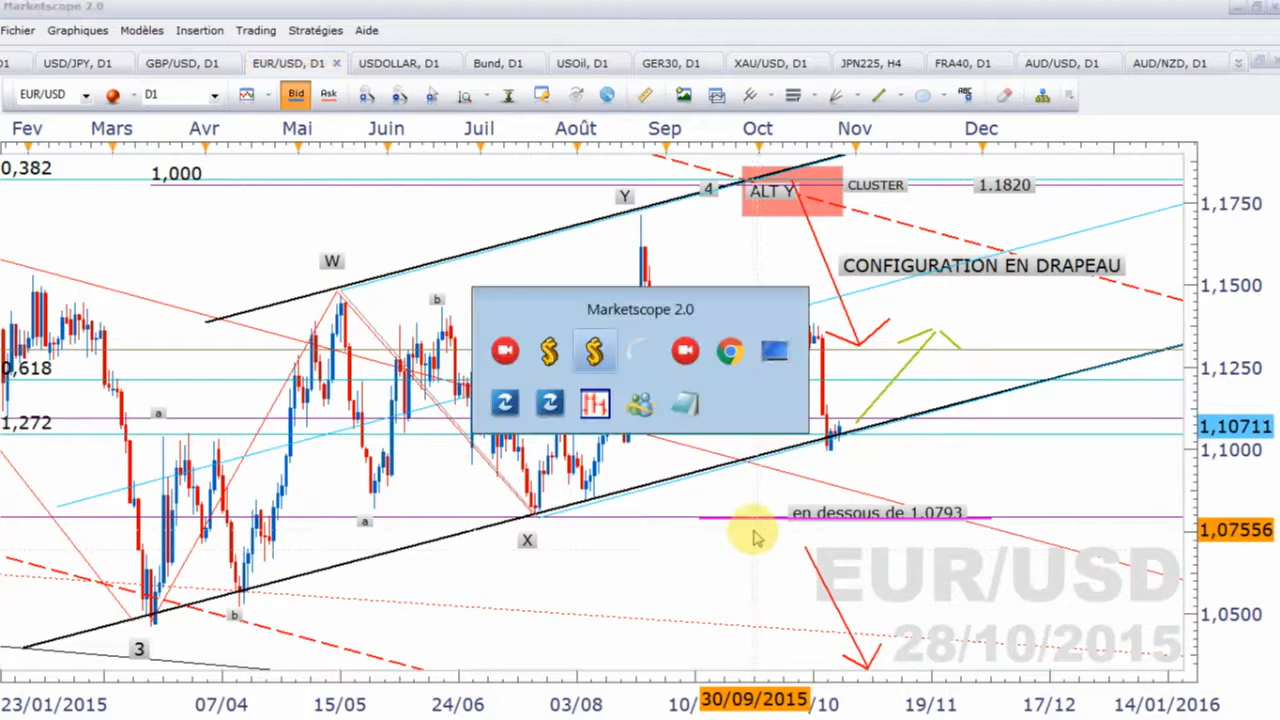 Marketscope 2.0
Fichier Graphiques Modèles Insertion Trading Stratégies Aide
D1 USD/JPY, D1 GBP/USD, D1 EUR/USD, D1 USDOLLAR, D1 Bund, D1 USOil, D1 GER30, D1 XAU/USD, D1 JPN225, H4 FRA40, D1 AUD/USD, D1 AUD/NZD, D1
EUR/USD D1 Bid Ask ABC
Fev Mars Avr Mai Juin Juil Août Sep Oct Nov Dec
0,382
1,000
Y
4
ALT Y
CLUSTER
1.1820
1,1750
W
CONFIGURATION EN DRAPEAU
b
1,1500
Marketscope 2.0
0,618
1,1250
a
1,272
1,10711
1,1000
a
en dessous de 1.0793
X
1,07556
EUR/USD
b
1,0500
3
28/10/2015
23/01/2015 07/04 15/05 24/06 03/08 10/ 30/09/2015 /10 19/11 17/12 14/01/2016